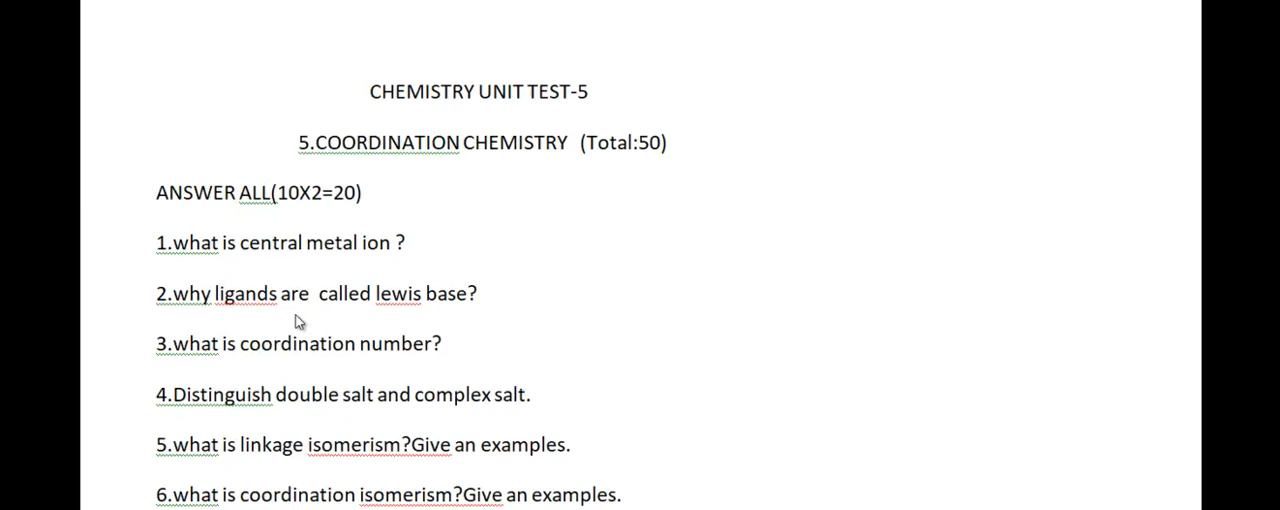 CHEMISTRY UNIT TEST-5
5.COORDINATION CHEMISTRY (Total:50)
ANSWER ALL(10X2=20)
1.what is central metal ion ?
2.why ligands are called lewis base?
3.what is coordination number?
4.Distinguish double salt and complex salt.
5.what is linkage isomerism?Give an examples.
6.what is coordination isomerism?Give an examples.